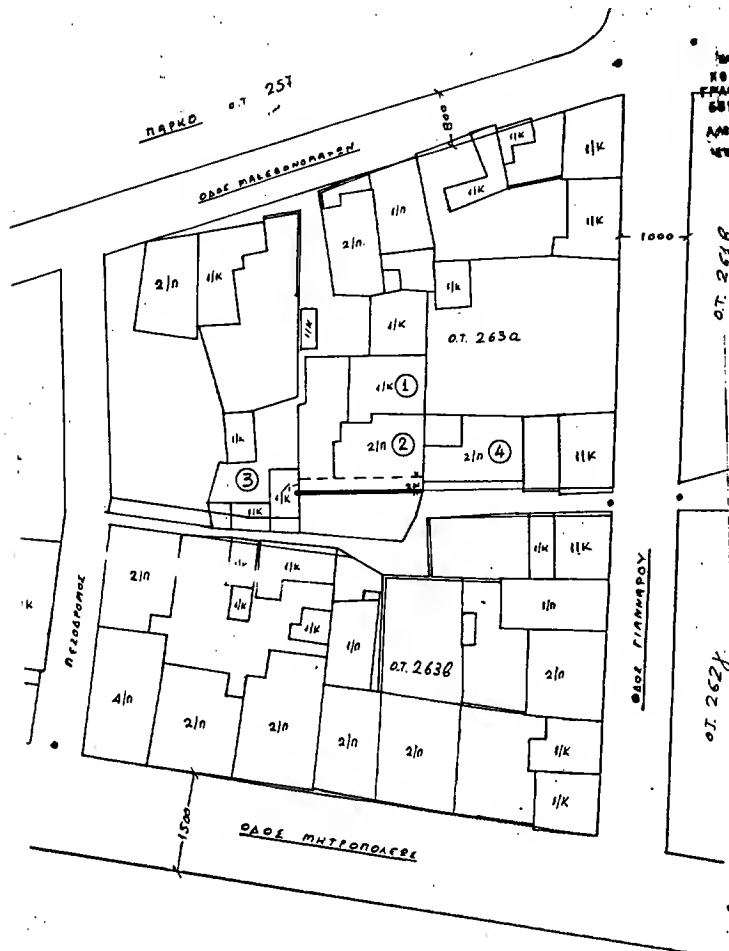 ΠΑΡΚΟ Ο.Τ. 257
ΟΔΟΣ ΜΑΛΕΒΟΝΟΜΑΤΩΝ
800
1/Κ
1/Κ
1/Κ
1/Π
2/Π.
1/Κ
1000
2/Π
1/Κ
1/Κ
Ο.Τ. 261β
1/Κ
1/Κ
Ο.Τ. 263α
1/Κ ①
2/Π ②
1/Κ
2/Π ④
1/Κ
③
1/Κ
1/Κ
2/Π
1/Κ
1/Κ
1/Κ
1/Κ
1/Κ
ΠΕΖΟΔΡΟΜΟΣ
1/Π
1/Π
Ο.Τ. 263β
2/Π
ΟΔΟΣ ΓΙΑΝΝΑΡΟΥ
Ο.Τ. 262γ
4/Π
2/Π
2/Π
2/Π
2/Π
1/Κ
1/Κ
1500
ΟΔΟΣ ΜΗΤΡΟΠΟΛΕΩΣ